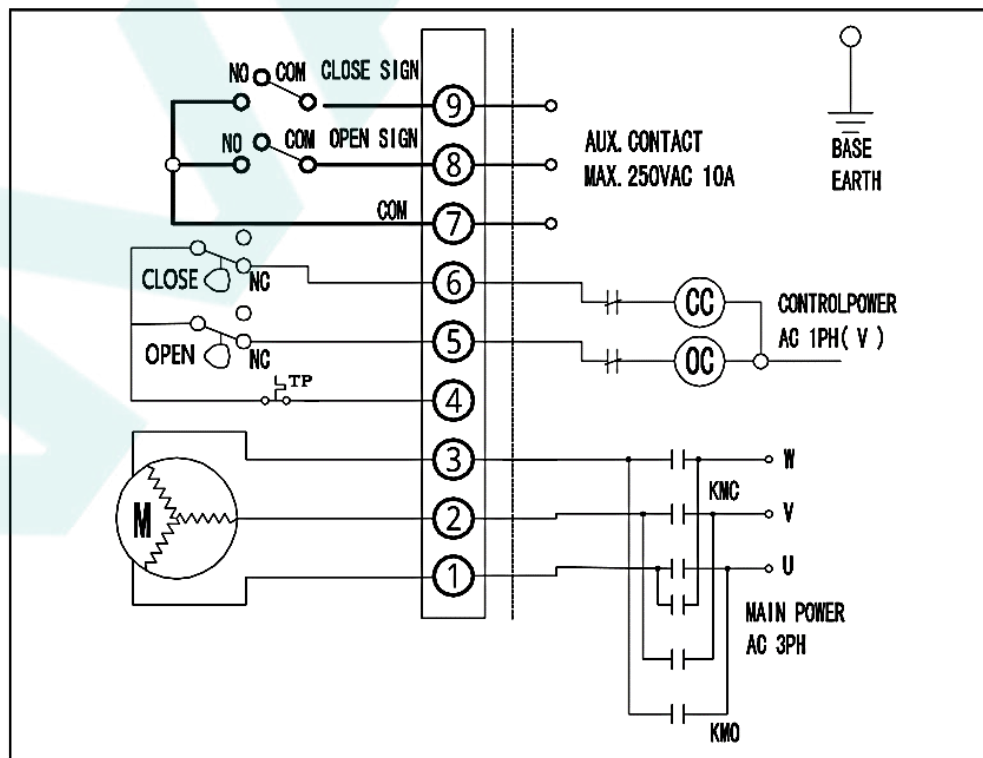 NO COM CLOSE SIGN
9
NO COM OPEN SIGN
8
AUX. CONTACT
MAX. 250VAC 10A
BASE
EARTH
COM
7
CLOSE NC
6
CC
CONTROLPOWER
AC 1PH( V )
OPEN NC
5
OC
TP
4
3
W
KMC
M
2
V
1
U
MAIN POWER
AC 3PH
KMO